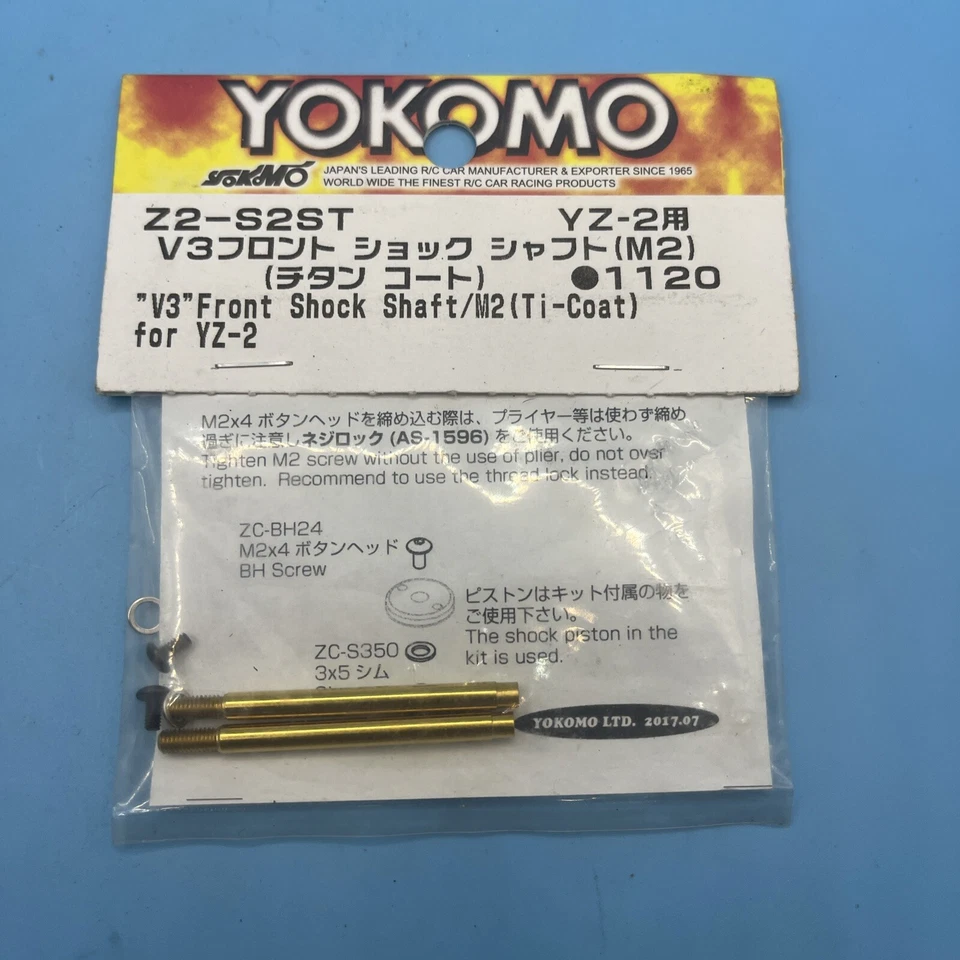 YOKOMO
YOKOMO
JAPAN'S LEADING R/C CAR MANUFACTURER & EXPORTER SINCE 1965
WORLD WIDE THE FINEST R/C CAR RACING PRODUCTS
Z2-S2ST YZ-2用
V3フロント ショック シャフト(M2)
(チタン コート) ●1120
"V3"Front Shock Shaft/M2(Ti-Coat)
for YZ-2
M2x4 ボタンヘッドを締め込む際は、プライヤー等は使わず締め
過ぎに注意しネジロック (AS-1596) をご使用ください。
Tighten M2 screw without the use of plier, do not over
tighten. Recommend to use the thread lock instead.
ZC-BH24
M2x4 ボタンヘッド
BH Screw
ピストンはキット付属の物を
ご使用下さい。
The shock piston in the
kit is used.
ZC-S350
3x5 シム
YOKOMO LTD. 2017.07